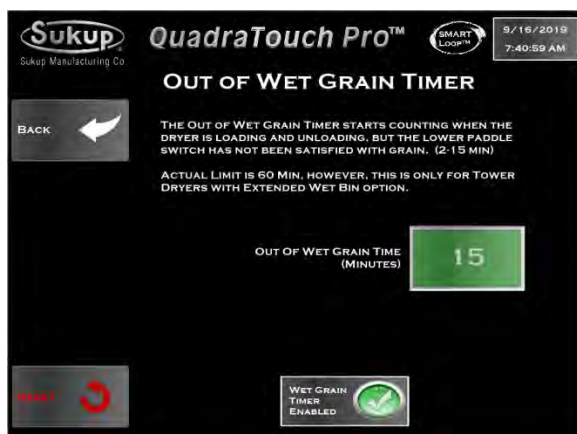 Sukup
Sukup Manufacturing Co.
QuadraTouch Pro™
SMART
LOOP™
9/16/2019
7:40:59 AM
OUT OF WET GRAIN TIMER
BACK
THE OUT OF WET GRAIN TIMER STARTS COUNTING WHEN THE
DRYER IS LOADING AND UNLOADING, BUT THE LOWER PADDLE
SWITCH HAS NOT BEEN SATISFIED WITH GRAIN. (2-15 MIN)
ACTUAL LIMIT IS 60 MIN, HOWEVER, THIS IS ONLY FOR TOWER
DRYERS WITH EXTENDED WET BIN OPTION.
OUT OF WET GRAIN TIME
(MINUTES)
15
RESET
WET GRAIN
TIMER
ENABLED